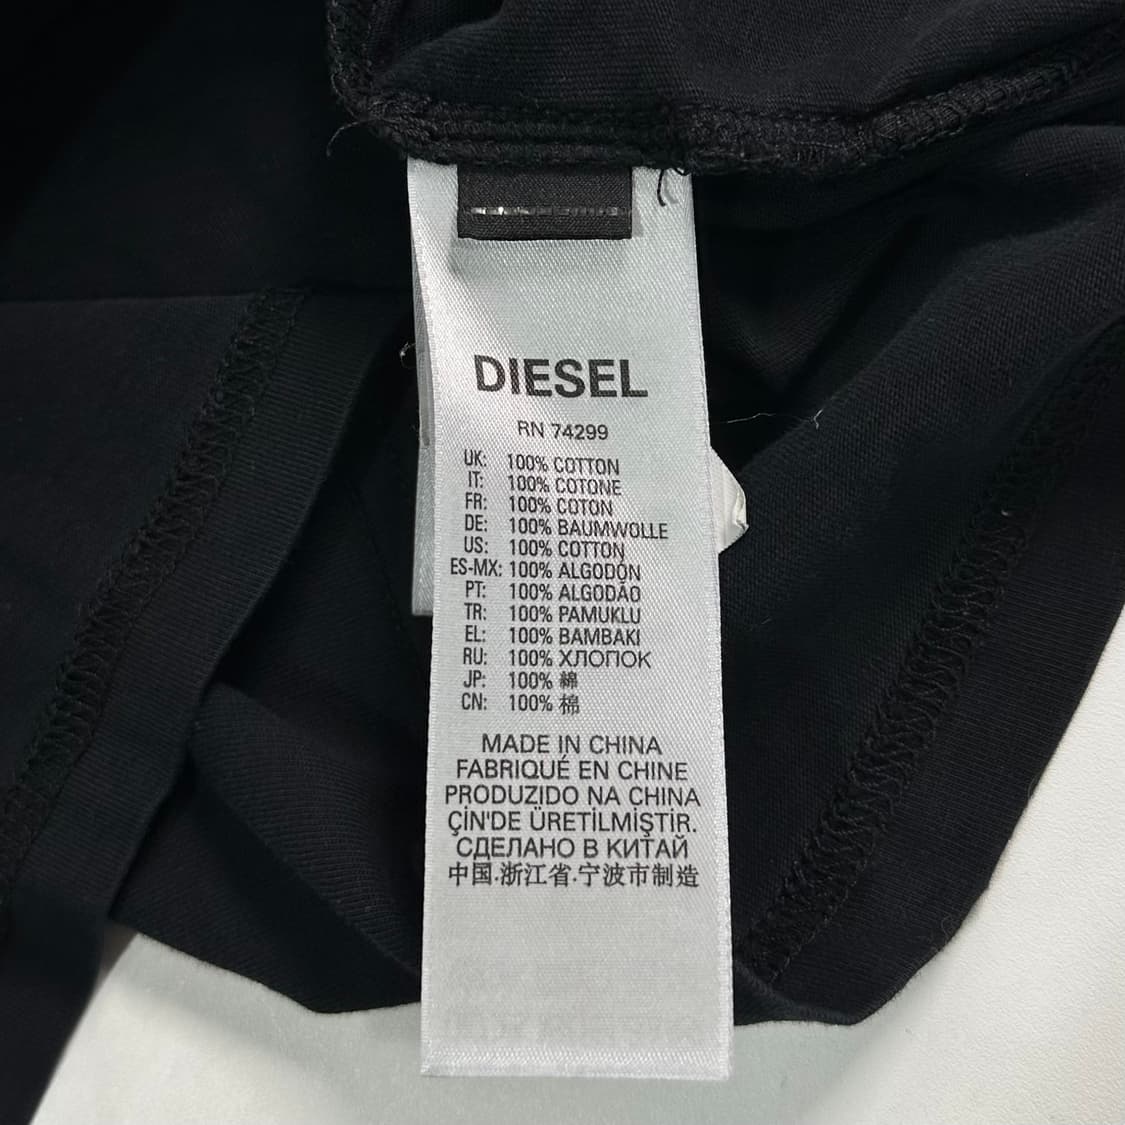 DIESEL
RN 74299
UK: 100% COTTON
IT: 100% COTONE
FR: 100% COTON
DE: 100% BAUMWOLLE
US: 100% COTTON
ES-MX: 100% ALGODÓN
PT: 100% ALGODÃO
TR: 100% PAMUKLU
EL: 100% BAMBAKI
RU: 100% ХЛОПОК
JP: 100% 綿
CN: 100% 棉
MADE IN CHINA
FABRIQUÉ EN CHINE
PRODUZIDO NA CHINA
ÇİN'DE ÜRETİLMİŞTİR.
СДЕЛАНО В КИТАЙ
中国.浙江省.宁波市制造